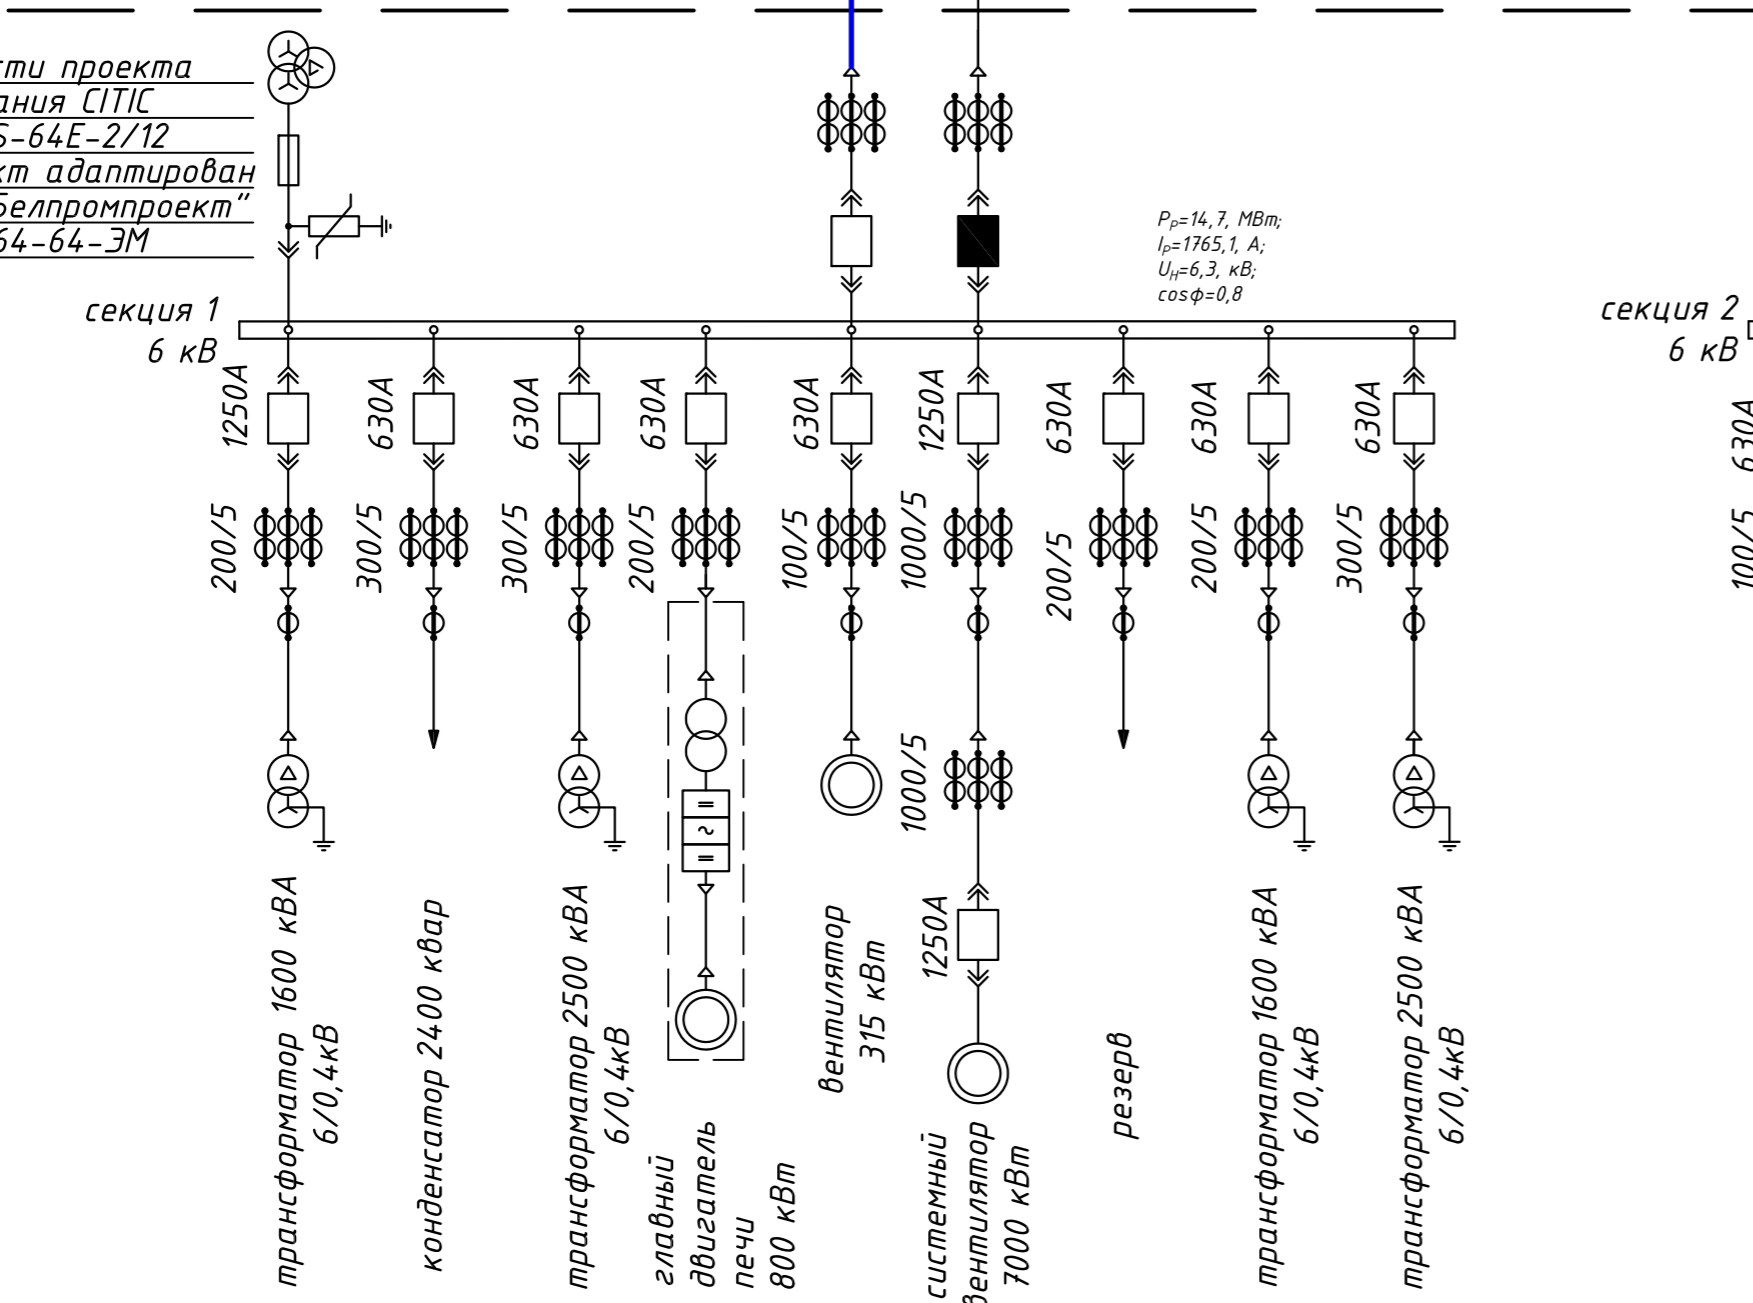 сти проекта
ания CITIC
S-64E-2/12
кт адаптирован
Белпромпроект"
64-64-ЭМ
Pр=14,7, МВт;
Iр=1765,1, А;
Uн=6,3, кВ;
cosφ=0,8
секция 1
6 кВ
секция 2
6 кВ
1250А
630А
630А
630А
630А
1250А
630А
630А
630А
630А
200/5
300/5
300/5
200/5
100/5
1000/5
200/5
200/5
300/5
100/5
1000/5
1250А
трансформатор 1600 кВА
6/0,4кВ
конденсатор 2400 квар
трансформатор 2500 кВА
6/0,4кВ
главный
двигатель
печи
800 кВт
вентилятор
315 кВт
системный
вентилятор
7000 кВт
резерв
трансформатор 1600 кВА
6/0,4кВ
трансформатор 2500 кВА
6/0,4кВ